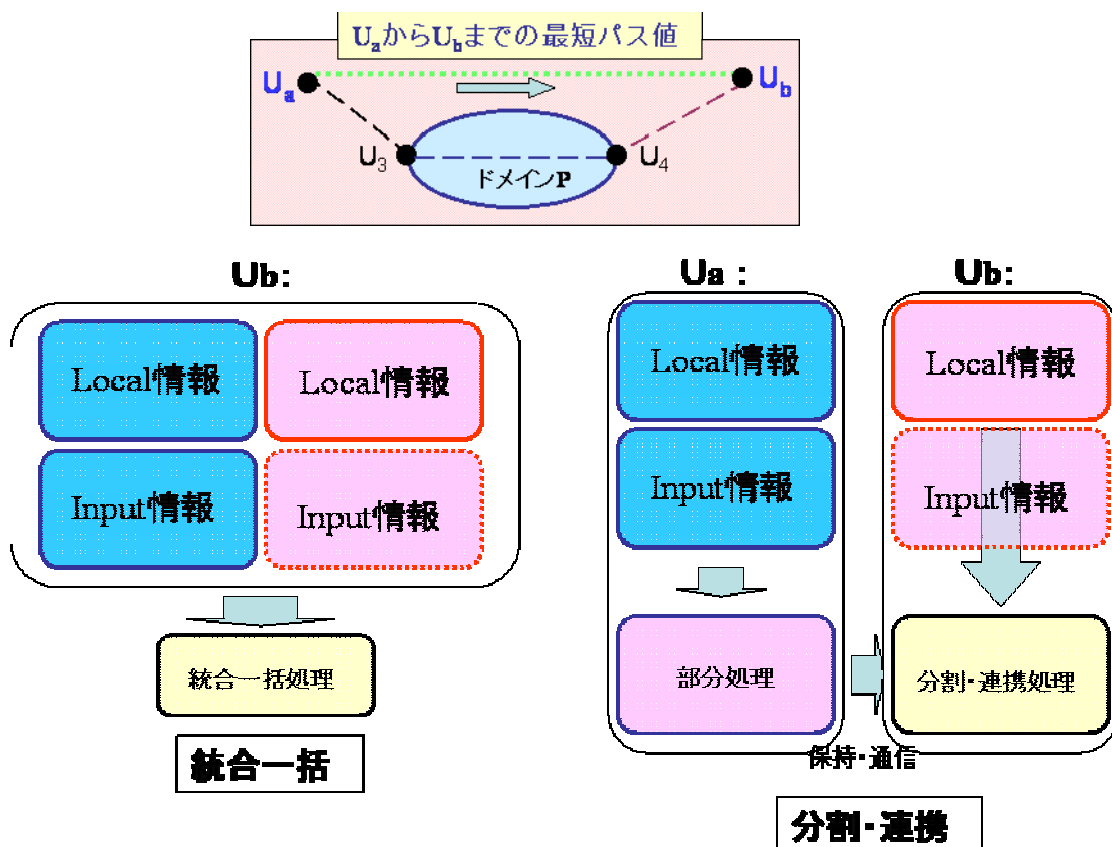 UaからUbまでの最短パス値
Ua
Ub
U3
U4
ドメインP
Ub:
Local情報
Local情報
Input情報
Input情報
統合一括処理
統合一括
Ua :
Ub:
Local情報
Local情報
Input情報
Input情報
部分処理
分割・連携処理
保持・通信
分割・連携